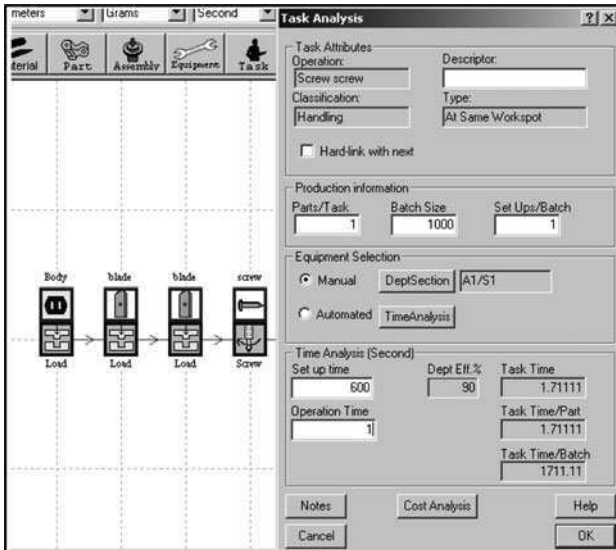 meters
Grams
Second
terial
Part
Assembly
Equipment
Task
Body
blade
blade
screw
Load
Load
Load
Screw
Task Analysis
? x
Task Attributes
Operation:
Descriptor:
Screw screw
Classification:
Type:
Handling
At Same Workspot
Hard-link with next
Production information
Parts/Task
Batch Size
Set Ups/Batch
1
1000
1
Equipment Selection
Manual
DeptSection
A1/S1
Automated
TimeAnalysis
Time Analysis (Second)
Set up time
Dept Eff.%
Task Time
600
90
1.71111
Operation Time
Task Time/Part
1
1.71111
Task Time/Batch
1711.11
Notes
Cost Analysis
Help
Cancel
OK